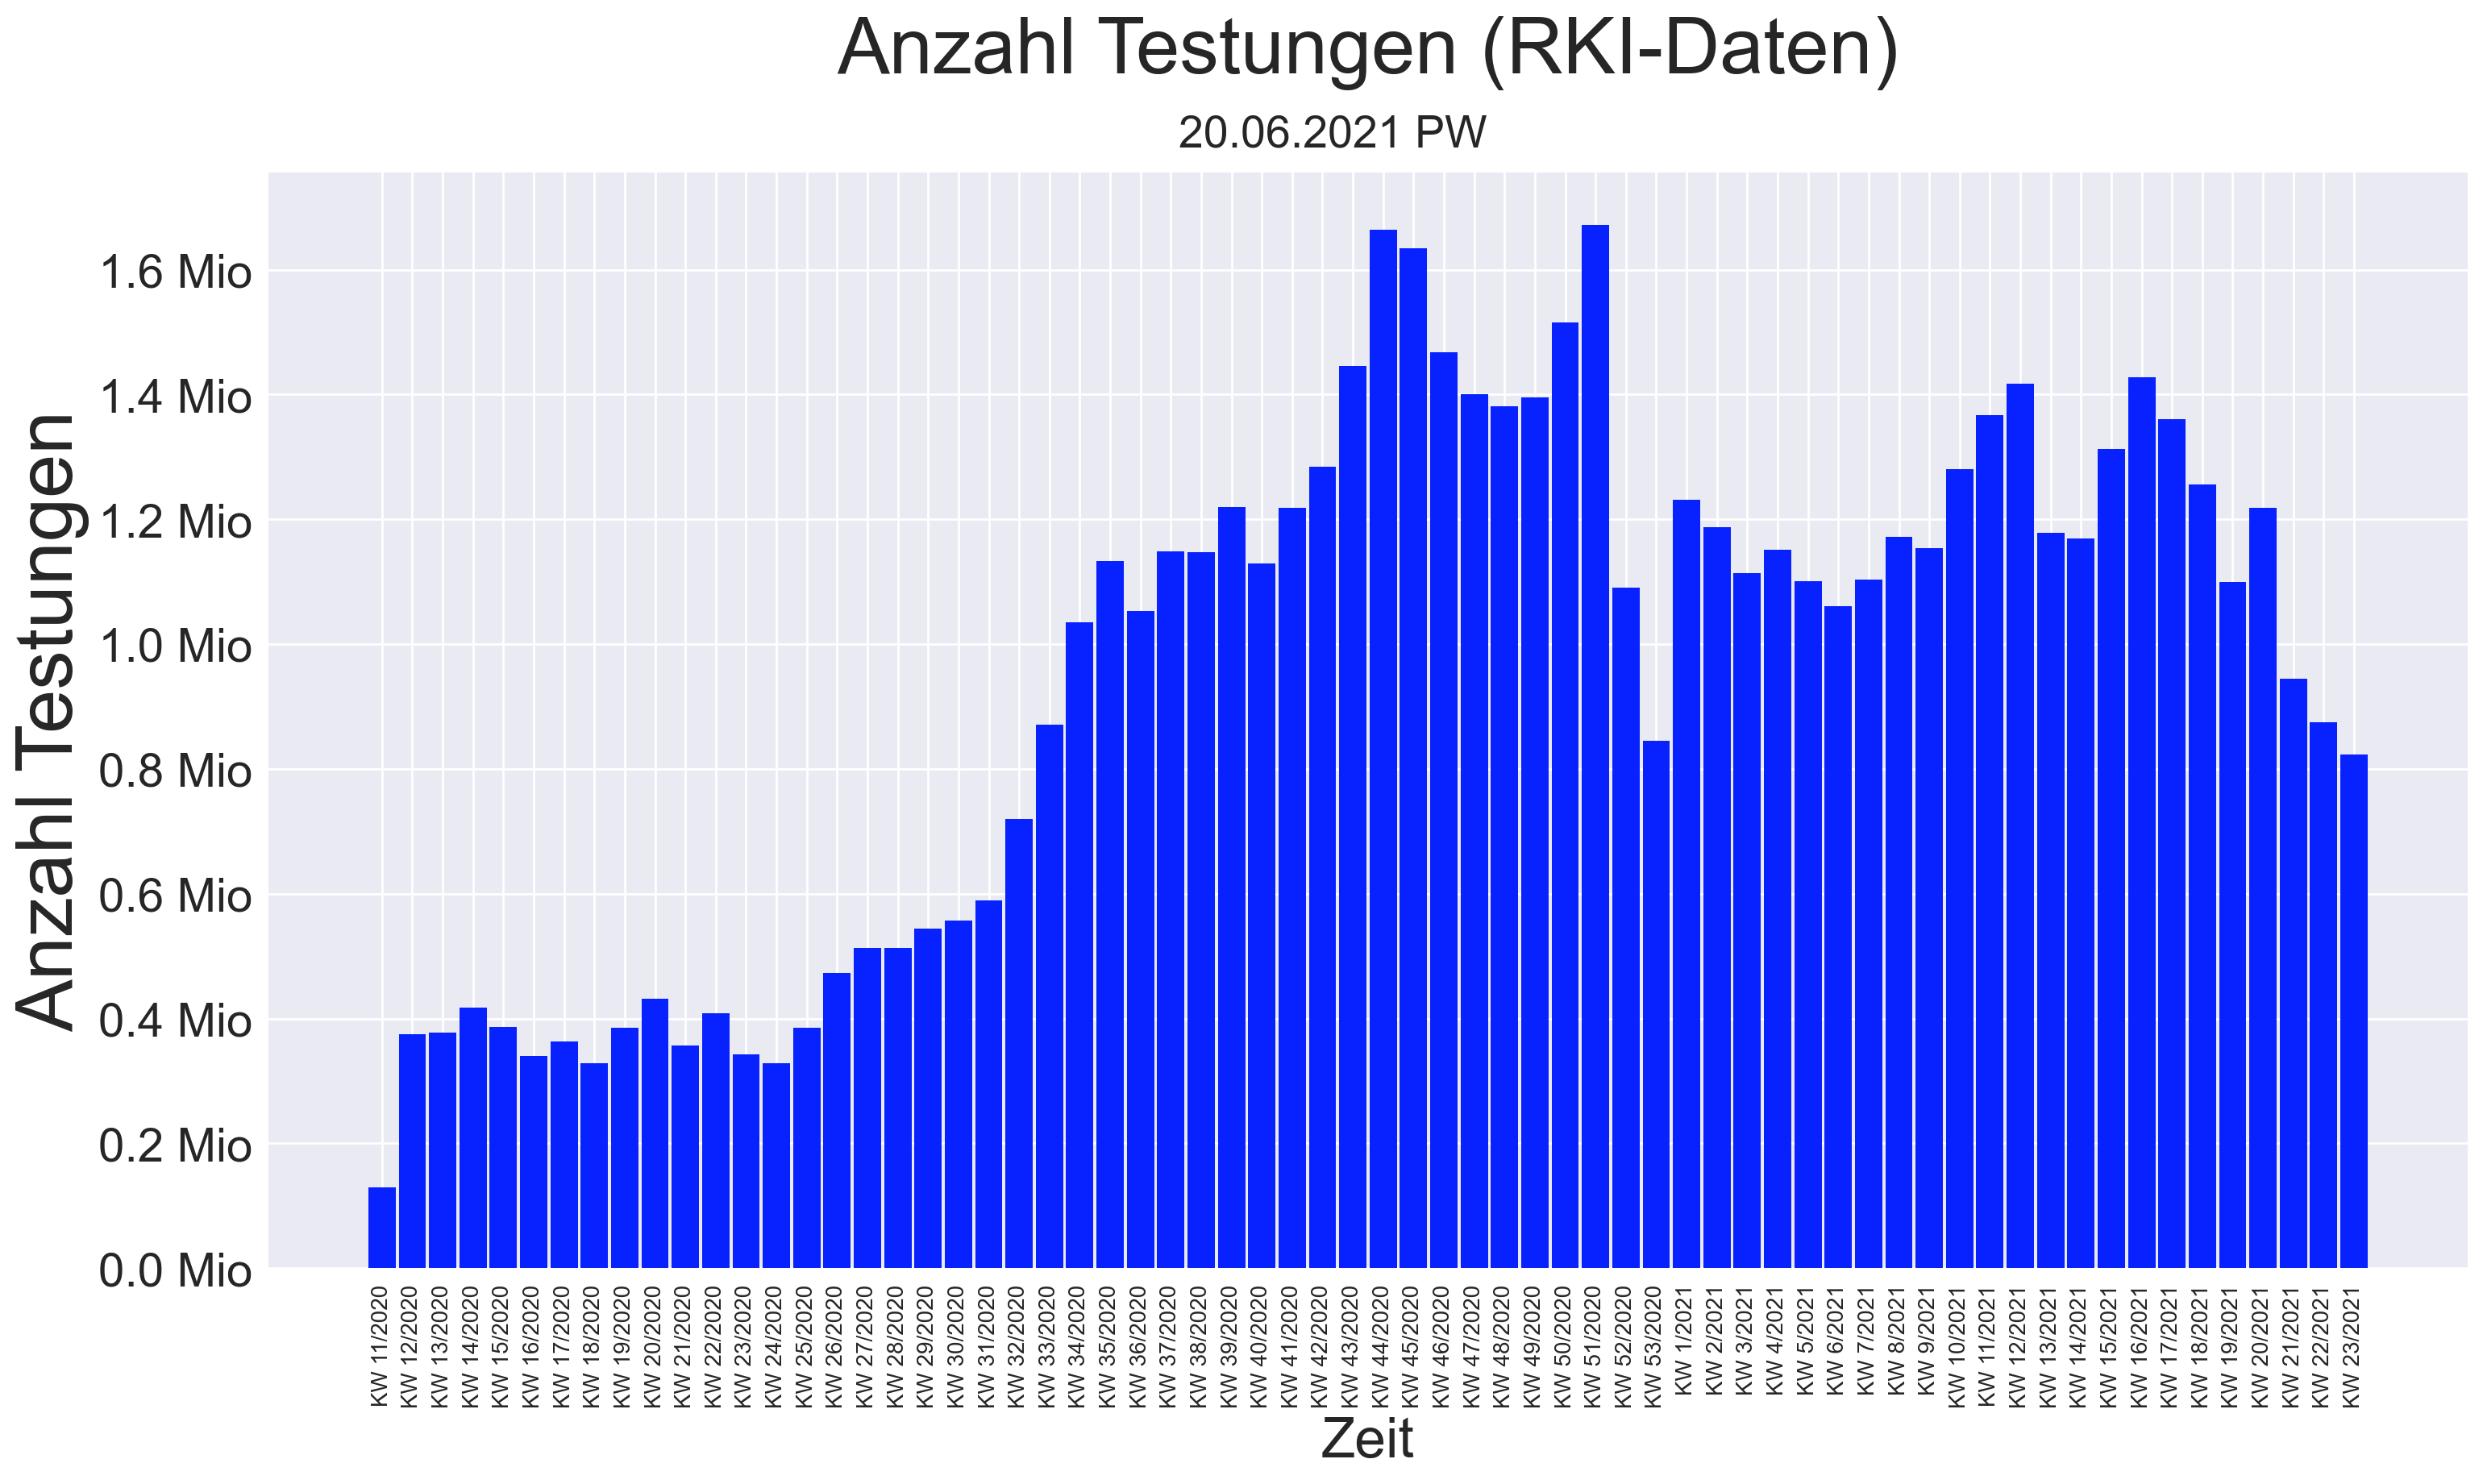 Anzahl Testungen (RKI-Daten)
20.06.2021 PW
Anzahl Testungen
1.6 Mio
1.4 Mio
1.2 Mio
1.0 Mio
0.8 Mio
0.6 Mio
0.4 Mio
0.2 Mio
0.0 Mio
KW 11/2020
KW 12/2020
KW 13/2020
KW 14/2020
KW 15/2020
KW 16/2020
KW 17/2020
KW 18/2020
KW 19/2020
KW 20/2020
KW 21/2020
KW 22/2020
KW 23/2020
KW 24/2020
KW 25/2020
KW 26/2020
KW 27/2020
KW 28/2020
KW 29/2020
KW 30/2020
KW 31/2020
KW 32/2020
KW 33/2020
KW 34/2020
KW 35/2020
KW 36/2020
KW 37/2020
KW 38/2020
KW 39/2020
KW 40/2020
KW 41/2020
KW 42/2020
KW 43/2020
KW 44/2020
KW 45/2020
KW 46/2020
KW 47/2020
KW 48/2020
KW 49/2020
KW 50/2020
KW 51/2020
KW 52/2020
KW 53/2020
KW 1/2021
KW 2/2021
KW 3/2021
KW 4/2021
KW 5/2021
KW 6/2021
KW 7/2021
KW 8/2021
KW 9/2021
KW 10/2021
KW 11/2021
KW 12/2021
KW 13/2021
KW 14/2021
KW 15/2021
KW 16/2021
KW 17/2021
KW 18/2021
KW 19/2021
KW 20/2021
KW 21/2021
KW 22/2021
KW 23/2021
Zeit